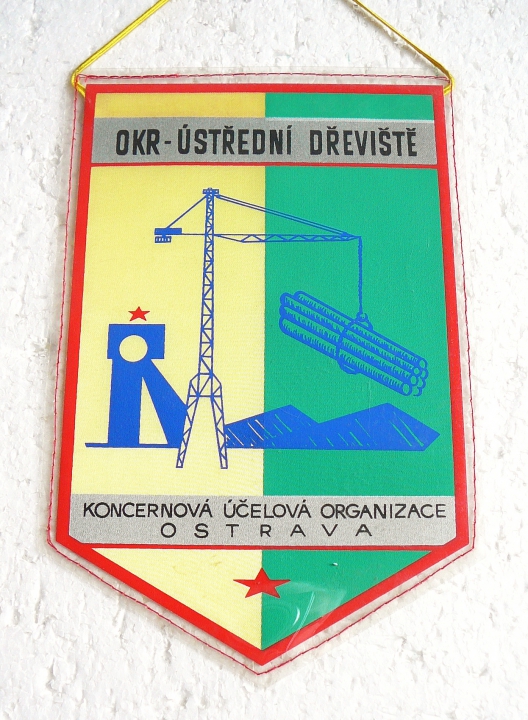 OKR - ÚSTŘEDNÍ DŘEVIŠTĚ
KONCERNOVÁ ÚČELOVÁ ORGANIZACE
OSTRAVA